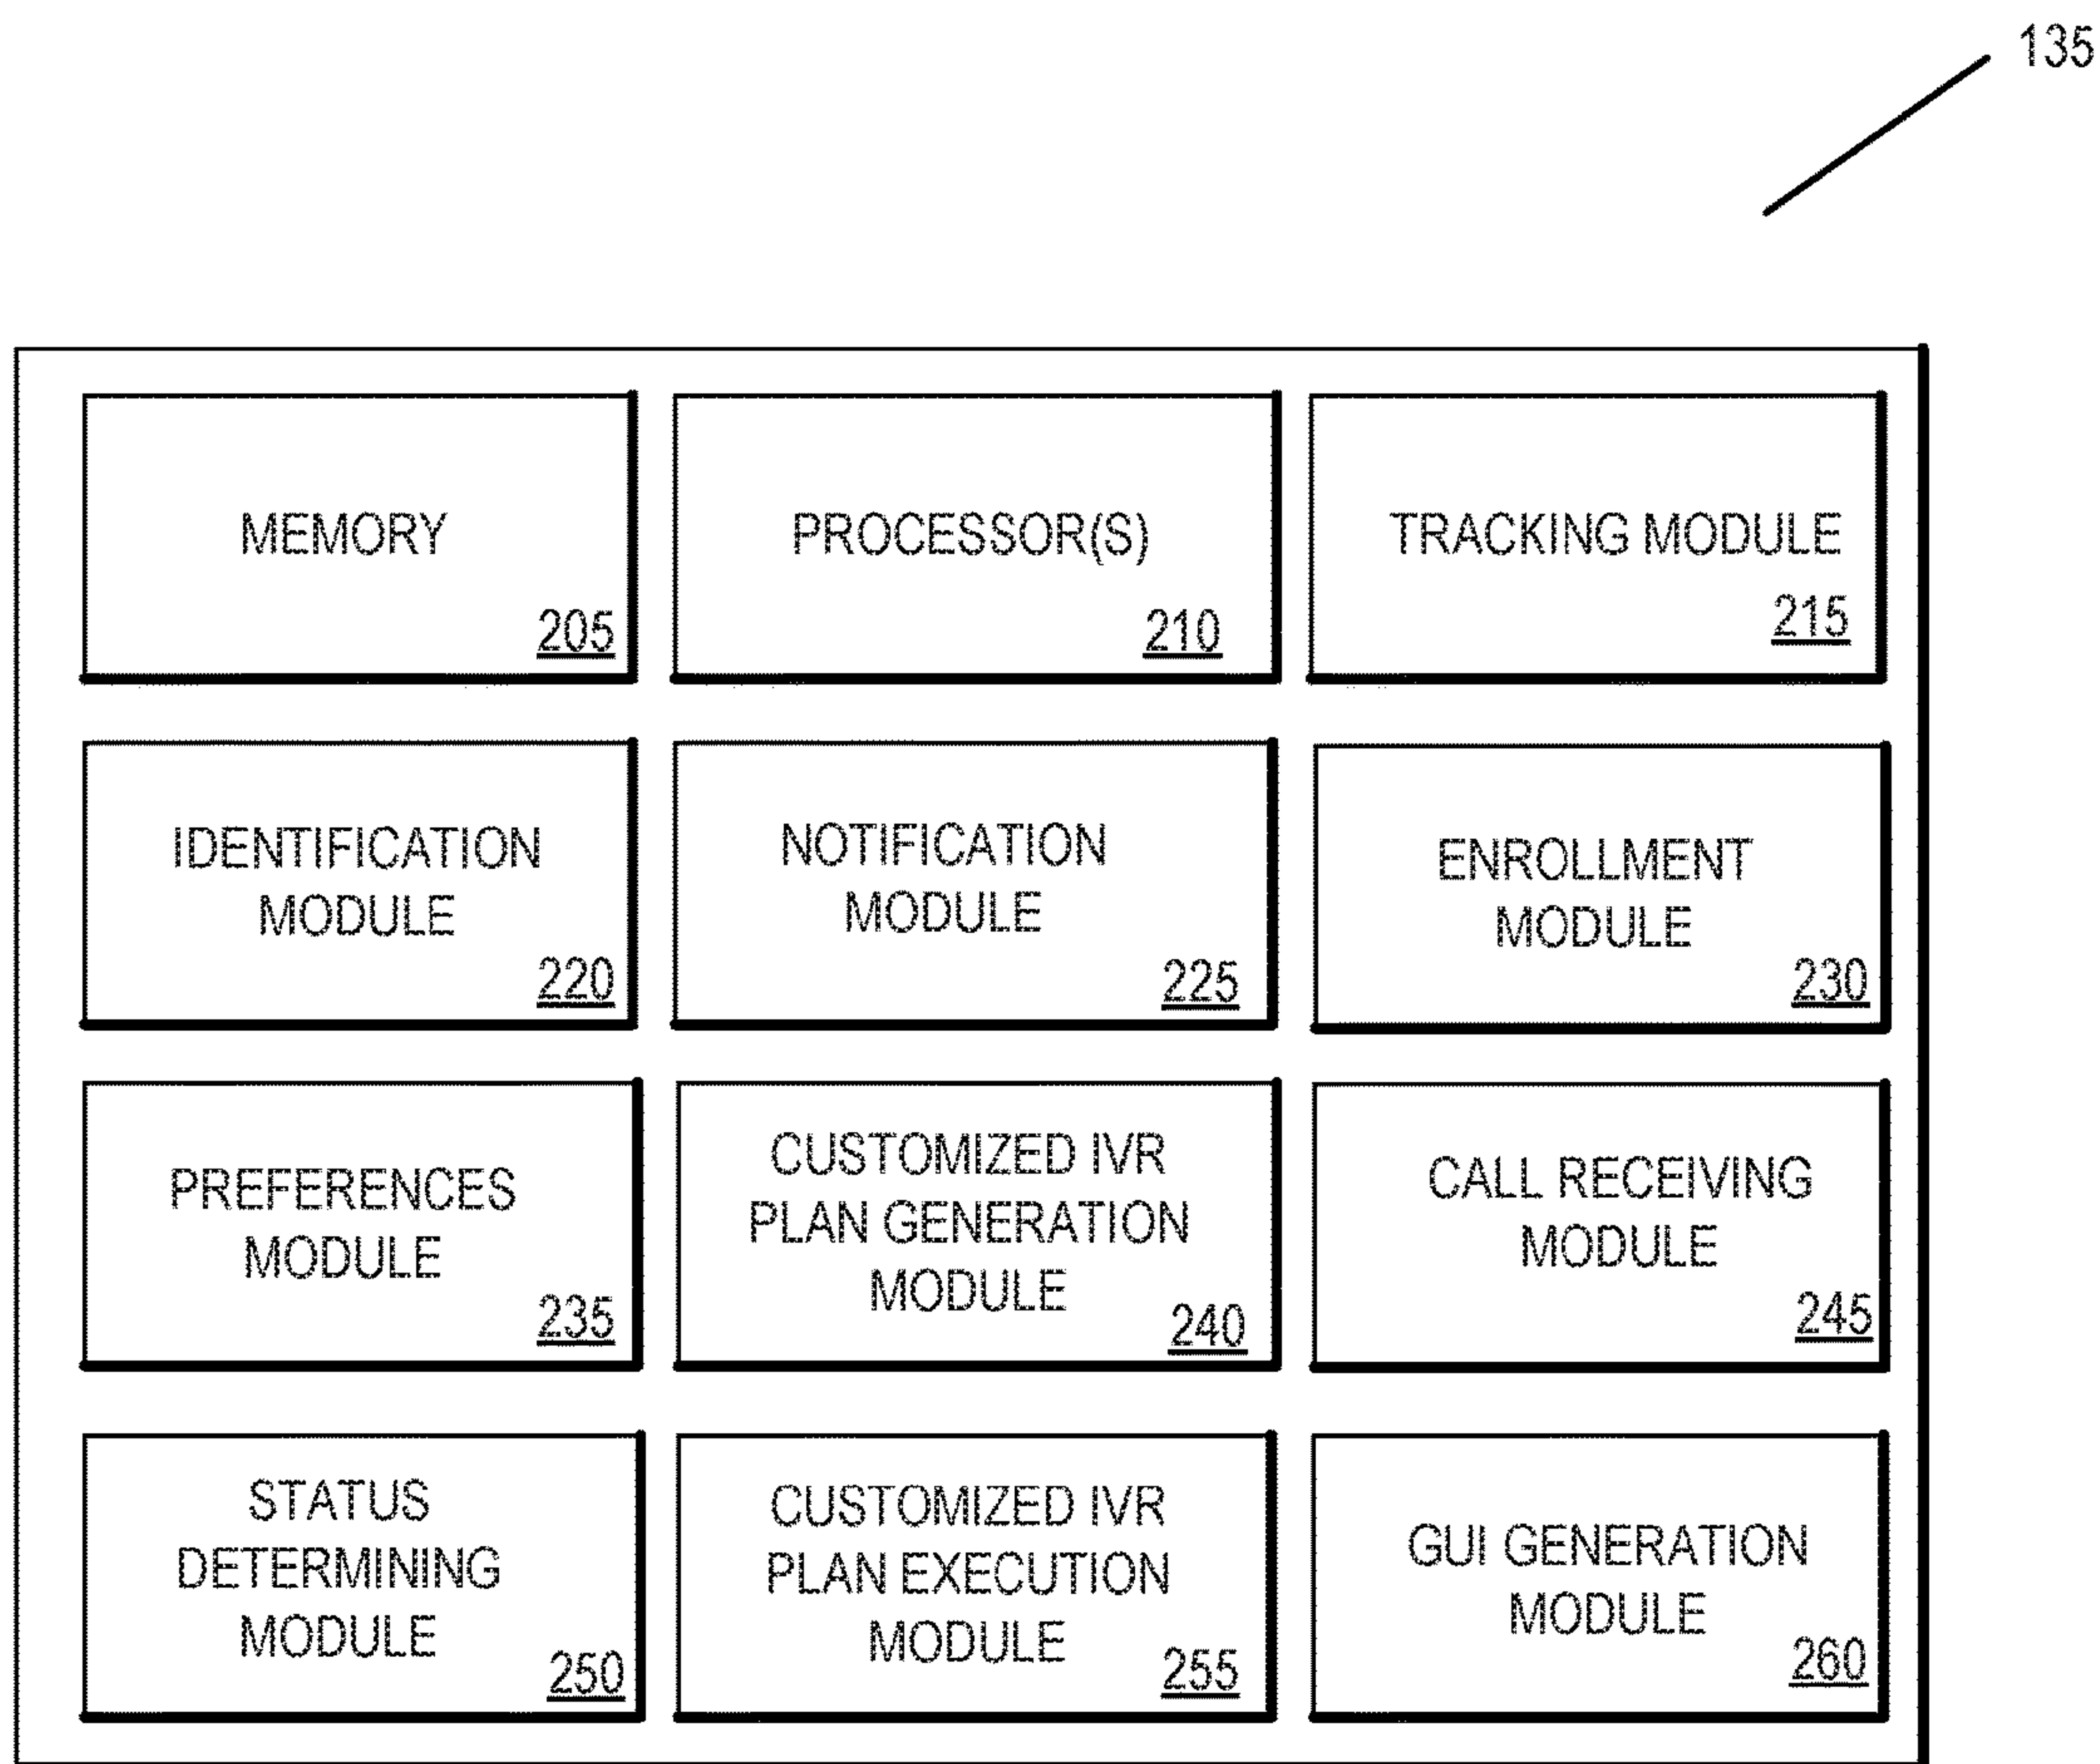 135
MEMORY
205
PROCESSOR(S)
210
TRACKING MODULE
215
IDENTIFICATION
MODULE
220
NOTIFICATION
MODULE
225
ENROLLMENT
MODULE
230
PREFERENCES
MODULE
235
CUSTOMIZED IVR
PLAN GENERATION
MODULE
240
CALL RECEIVING
MODULE
245
STATUS
DETERMINING
MODULE
250
CUSTOMIZED IVR
PLAN EXECUTION
MODULE
255
GUI GENERATION
MODULE
260